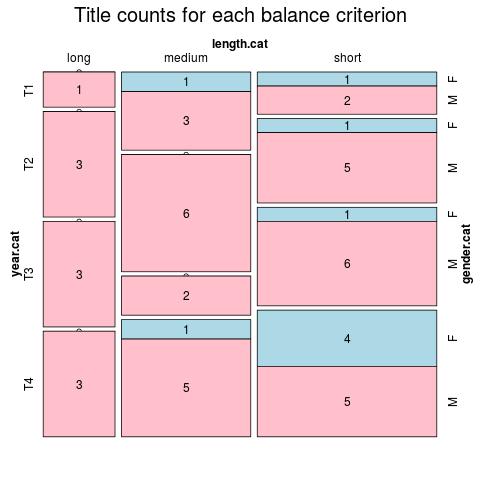 Title counts for each balance criterion
length.cat
long medium short
T1 1 1 1 F
3 2 M
T2 3 1 F
6 5 M
year.cat T3 3 1 F gender.cat
2 6 M
T4 3 1 4 F
5 5 M